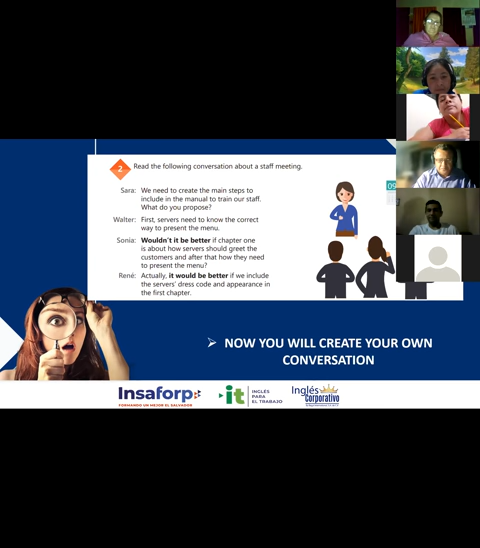 2 Read the following conversation about a staff meeting.
Sara: We need to create the main steps to
include in the manual to train our staff.
What do you propose?
Walter: First, servers need to know the correct
way to present the menu.
Sonia: Wouldn't it be better if chapter one
is about how servers should greet the
customers and after that how they need
to present the menu?
René: Actually, it would be better if we include
the servers' dress code and appearance in
the first chapter.
09
➢ NOW YOU WILL CREATE YOUR OWN
CONVERSATION
Insaforp
FORMANDO UN MEJOR EL SALVADOR
it INGLÉS
PARA
EL TRABAJO
Inglés
Corporativo